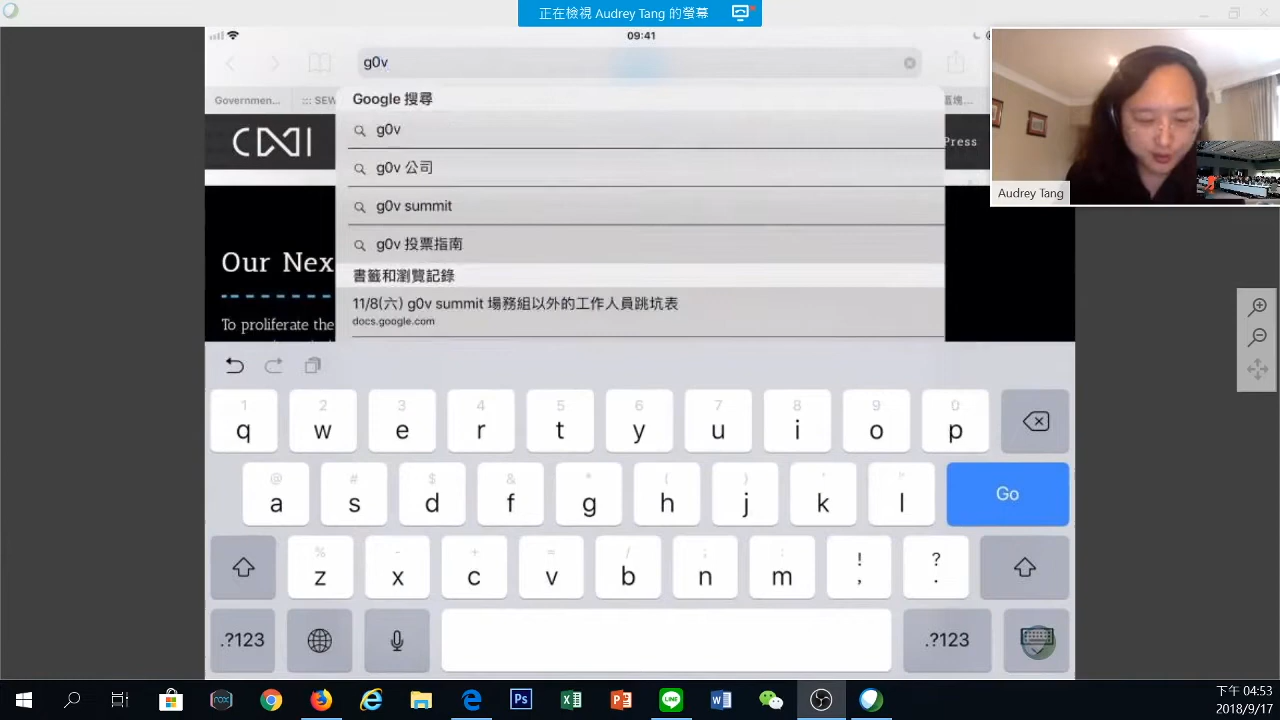 正在檢視 Audrey Tang 的螢幕
09:41
g0v
Governmen...
::: SEW
區塊...
Google 搜尋
g0v
g0v 公司
g0v summit
g0v 投票指南
書籤和瀏覽記錄
11/8(六) g0v summit 場務組以外的工作人員跳坑表
docs.google.com
Press
Our Nex
To proliferate the
Audrey Tang
1 2 3 4 5 6 7 8 9 0
q w e r t y u i o p
@ # $ & * ( ) ' "
a s d f g h j k l Go
% - + = / ; : ! ?
z x c v b n m , .
.?123 .?123
下午 04:53
2018/9/17